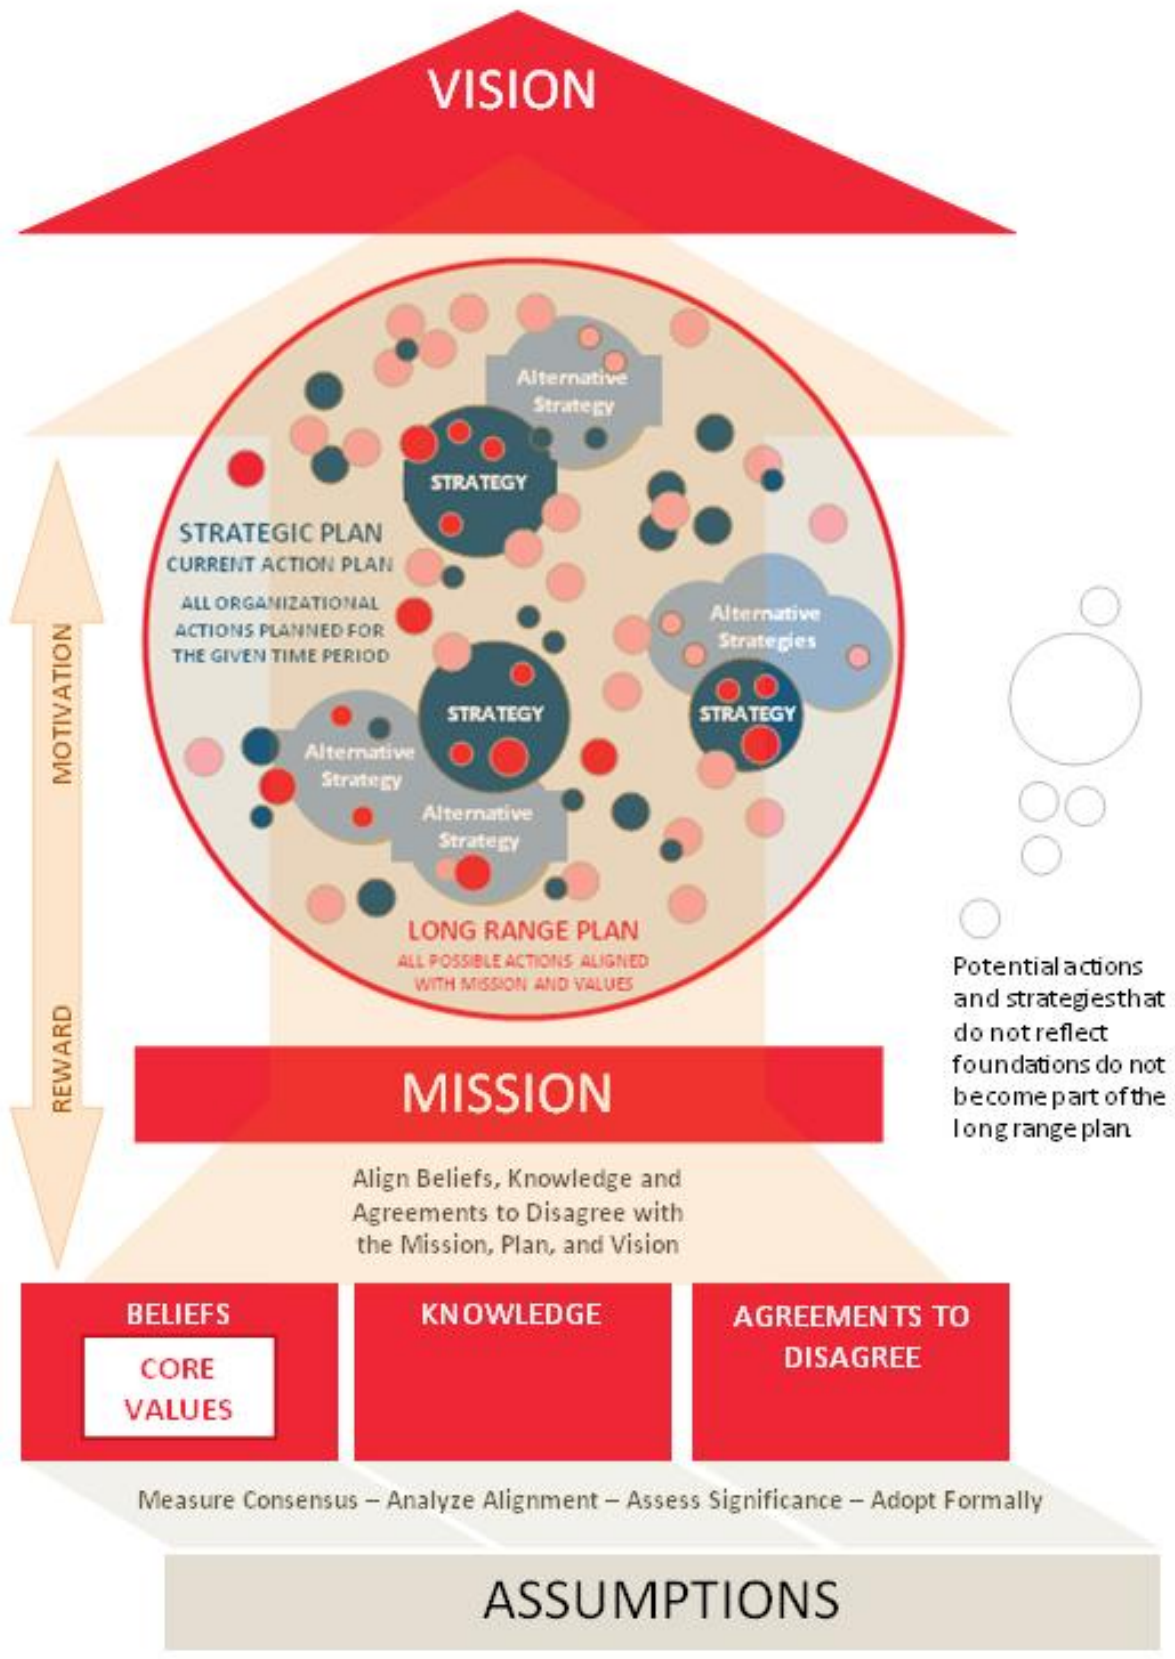 VISION
Alternative
Strategy
STRATEGY
STRATEGIC PLAN
CURRENT ACTION PLAN
ALL ORGANIZATIONAL
ACTIONS PLANNED FOR
THE GIVEN TIME PERIOD
Alternative
Strategies
STRATEGY
STRATEGY
Alternative
Strategy
Alternative
Strategy
LONG RANGE PLAN
ALL POSSIBLE ACTIONS ALIGNED
WITH MISSION AND VALUES
MOTIVATION
REWARD
Potential actions
and strategies that
do not reflect
foundations do not
become part of the
long range plan.
MISSION
Align Beliefs, Knowledge and
Agreements to Disagree with
the Mission, Plan, and Vision
BELIEFS
CORE
VALUES
KNOWLEDGE
AGREEMENTS TO
DISAGREE
Measure Consensus – Analyze Alignment – Assess Significance – Adopt Formally
ASSUMPTIONS